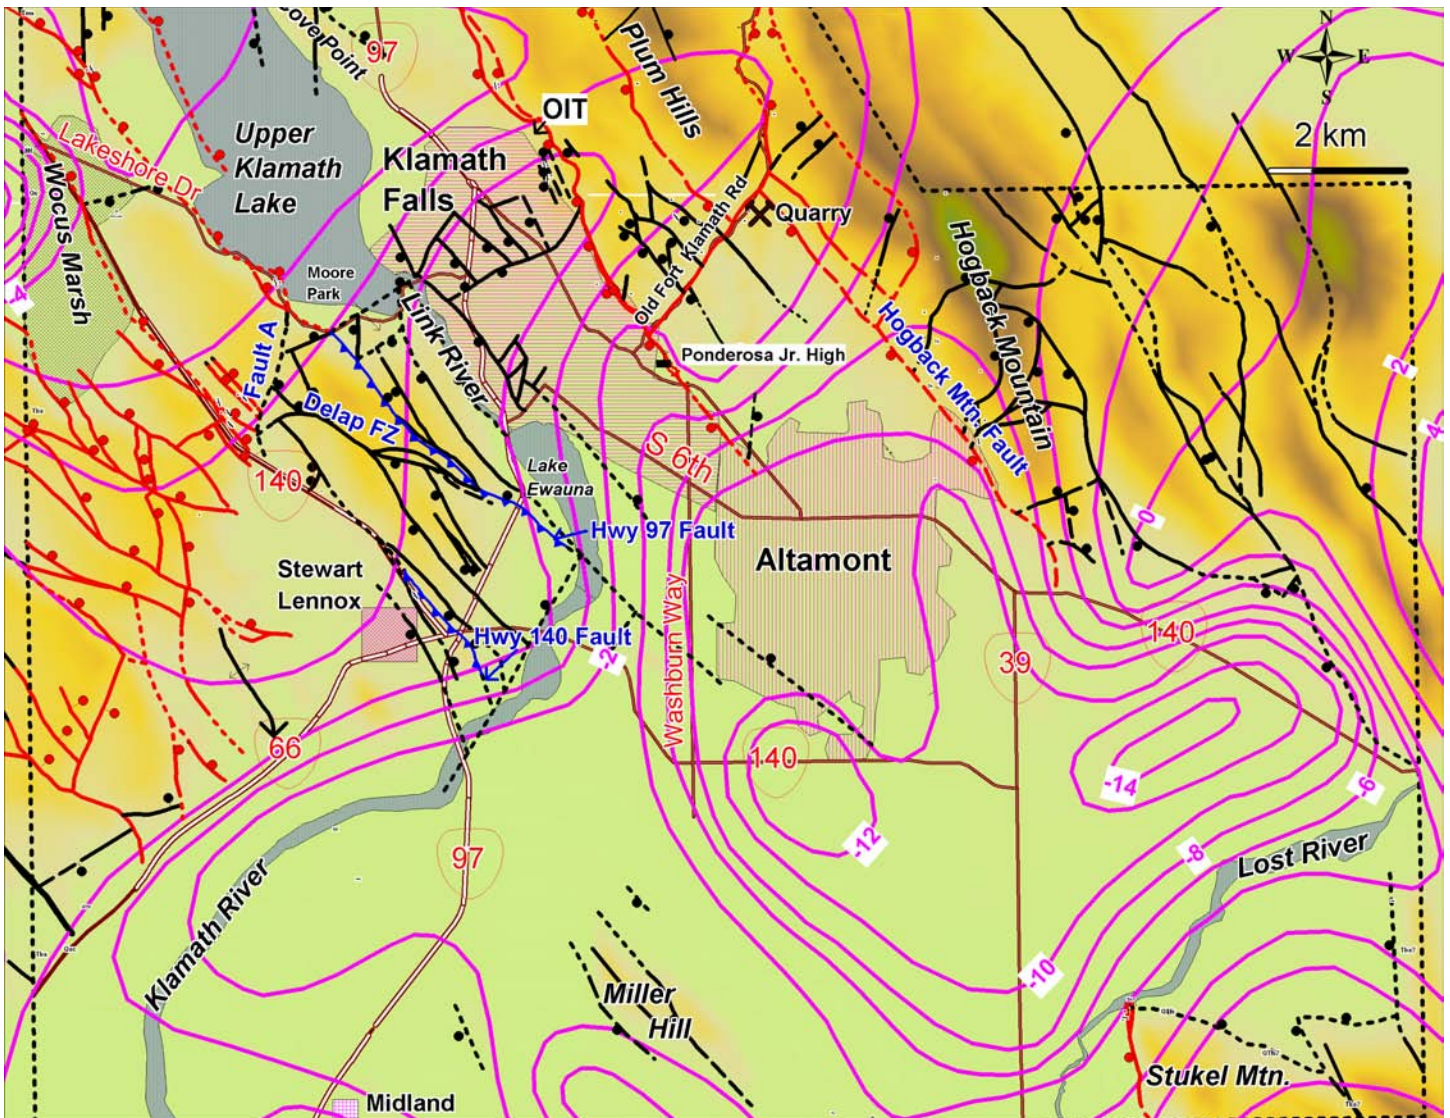 N
W E
S
2 km
Cove Point
97
Plum Hills
OIT
Lakeshore Dr
Upper
Klamath
Lake
Klamath
Falls
Wocus Marsh
Quarry
Old Fort Klamath Rd
Hogback Mountain
Moore
Park
Link River
-4
Fault A
Hogback Mtn. Fault
Ponderosa Jr. High
2
Delap FZ
4
S 6th
140
Lake
Ewauna
0
Hwy 97 Fault
Altamont
Stewart
Lennox
Washburn Way
Hwy 140 Fault
140
-2
39
66
140
-14
-6
-12
-8
97
Lost River
Klamath River
-10
Miller
Hill
Stukel Mtn.
Midland